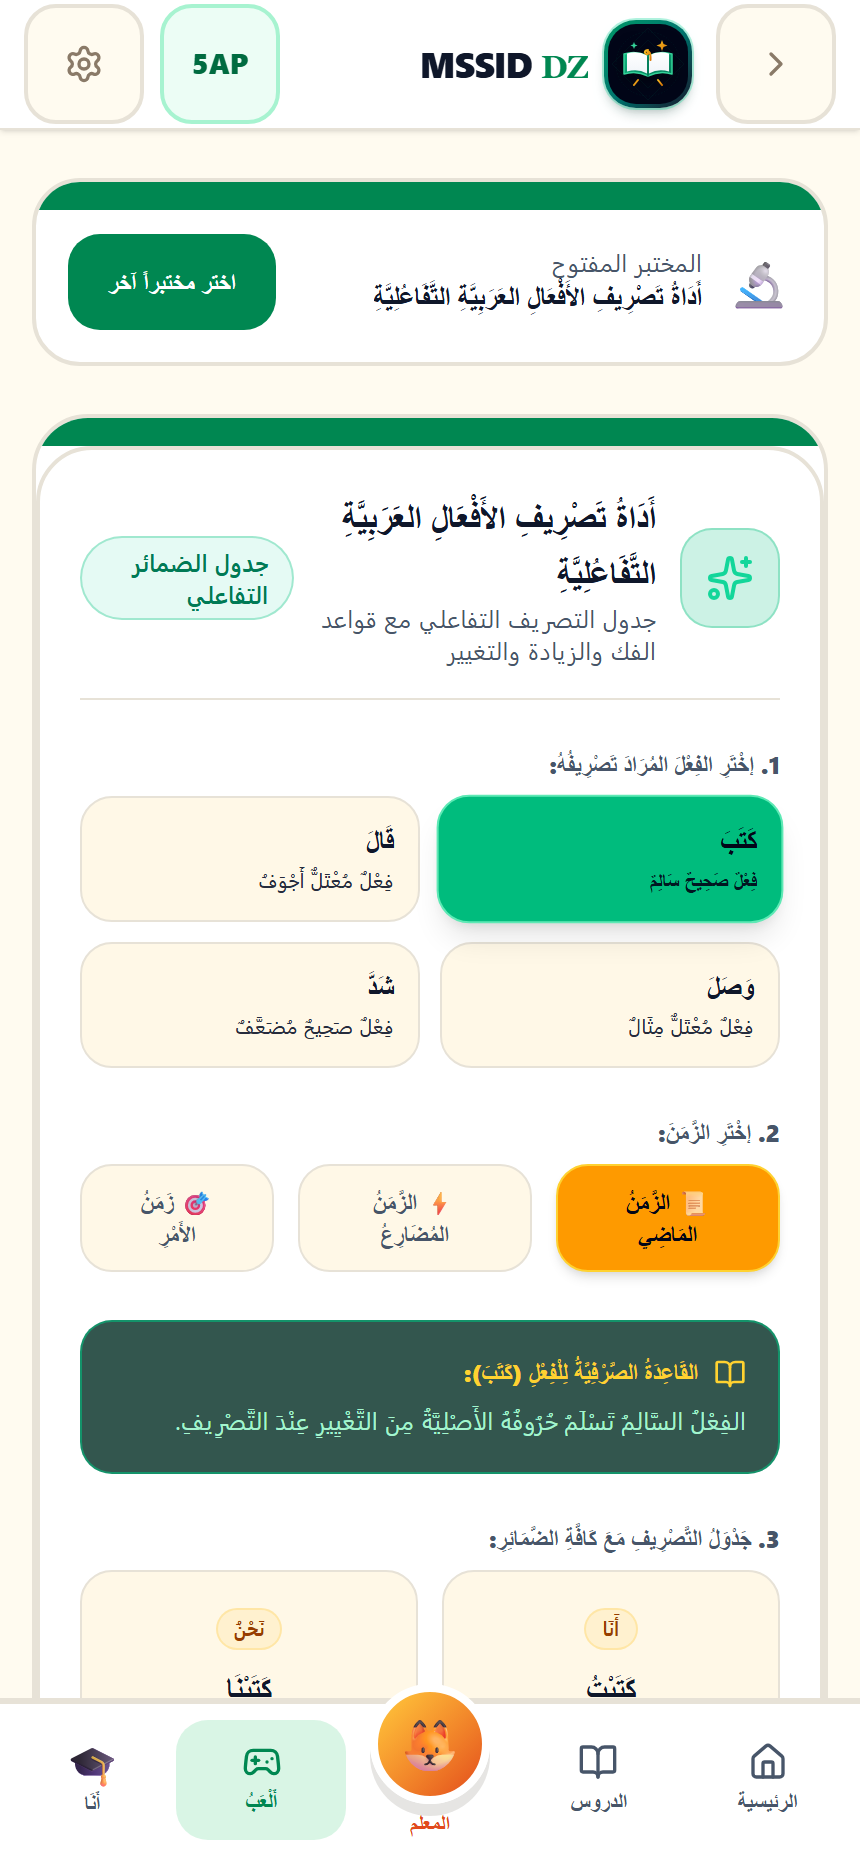 MSSID DZ
5AP
المختبر المفتوح
أَدَاةُ تَصْرِيفِ الأَفْعَالِ العَرَبِيَّةِ التَّفَاعُلِيَّةِ
اختر مختبراً آخر
أَدَاةُ تَصْرِيفِ الأَفْعَالِ العَرَبِيَّةِ
التَّفَاعُلِيَّةِ
جدول التصريف التفاعلي مع قواعد
الفك والزيادة والتغيير
جدول الضمائر
التفاعلي
1. إخْتَرِ الفِعْلَ المُرَادَ تَصْرِيفُهُ:
كَتَبَ
فِعْلٌ صَحِيحٌ سَالِمٌ
قَالَ
فِعْلٌ مُعْتَلٌّ أَجْوَفُ
وَصَلَ
فِعْلٌ مُعْتَلٌّ مِثَالٌ
شَدَّ
فِعْلٌ صَحِيحٌ مُضَعَّفٌ
2. إخْتَرِ الزَّمَنَ:
الزَّمَنُ
المَاضِي
الزَّمَنُ
المُضَارِعُ
زَمَنُ
الأَمْرِ
القَاعِدَةُ الصَّرْفِيَّةُ لِلْفِعْلِ (كَتَبَ):
الفِعْلُ السَّالِمُ تَسْلَمُ حُرُوفُهُ الأَصْلِيَّةُ مِنَ التَّغْيِيرِ عِنْدَ التَّصْرِيفِ.
3. جَدْوَلُ التَّصْرِيفِ مَعَ كَافَّةِ الضَّمَائِرِ:
أَنَا
كَتَبْتُ
نَحْنُ
كَتَبْنَا
الرئيسية
الدروس
المعلم
أَلْعَبُ
أَنَا